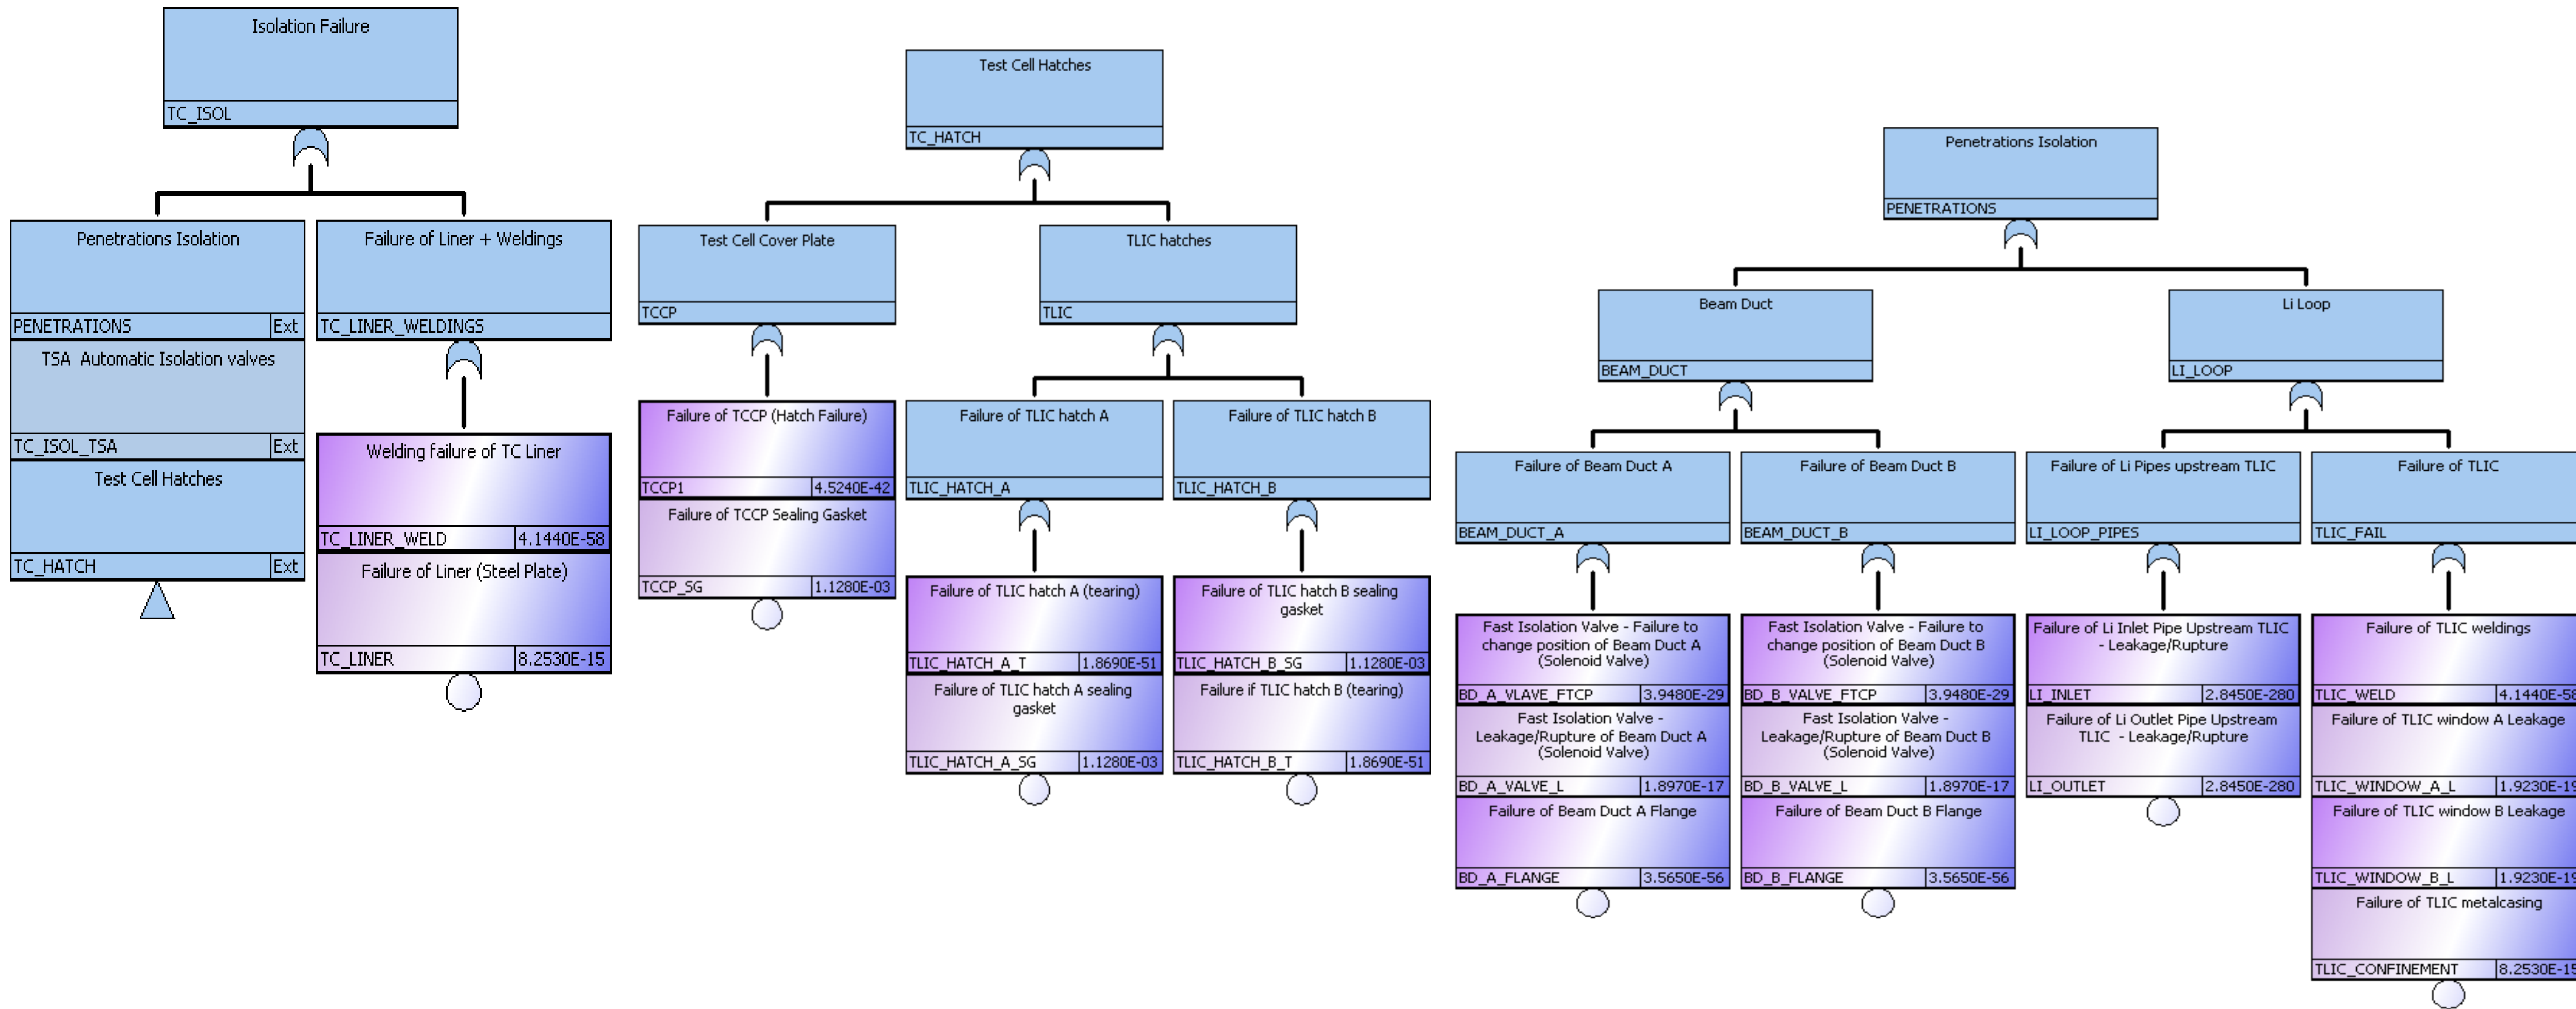 Isolation Failure
TC_ISOL
Penetrations Isolation
PENETRATIONS
Ext
TSA Automatic Isolation valves
TC_ISOL_TSA
Ext
Test Cell Hatches
TC_HATCH
Ext
Failure of Liner + Weldings
TC_LINER_WELDINGS
Welding failure of TC Liner
TC_LINER_WELD
4.1440E-58
Failure of Liner (Steel Plate)
TC_LINER
8.2530E-15
Test Cell Hatches
TC_HATCH
Test Cell Cover Plate
TCCP
Failure of TCCP (Hatch Failure)
TCCP1
4.5240E-42
Failure of TCCP Sealing Gasket
TCCP_SG
1.1280E-03
TLIC hatches
TLIC
Failure of TLIC hatch A
TLIC_HATCH_A
Failure of TLIC hatch A (tearing)
TLIC_HATCH_A_T
1.8690E-51
Failure of TLIC hatch A sealing
gasket
TLIC_HATCH_A_SG
1.1280E-03
Failure of TLIC hatch B
TLIC_HATCH_B
Failure of TLIC hatch B sealing
gasket
TLIC_HATCH_B_SG
1.1280E-03
Failure if TLIC hatch B (tearing)
TLIC_HATCH_B_T
1.8690E-51
Penetrations Isolation
PENETRATIONS
Beam Duct
BEAM_DUCT
Failure of Beam Duct A
BEAM_DUCT_A
Fast Isolation Valve - Failure to
change position of Beam Duct A
(Solenoid Valve)
BD_A_VLAVE_FTCP
3.9480E-29
Fast Isolation Valve -
Leakage/Rupture of Beam Duct A
(Solenoid Valve)
BD_A_VALVE_L
1.8970E-17
Failure of Beam Duct A Flange
BD_A_FLANGE
3.5650E-56
Failure of Beam Duct B
BEAM_DUCT_B
Fast Isolation Valve - Failure to
change position of Beam Duct B
(Solenoid Valve)
BD_B_VALVE_FTCP
3.9480E-29
Fast Isolation Valve -
Leakage/Rupture of Beam Duct B
(Solenoid Valve)
BD_B_VALVE_L
1.8970E-17
Failure of Beam Duct B Flange
BD_B_FLANGE
3.5650E-56
Li Loop
LI_LOOP
Failure of Li Pipes upstream TLIC
LI_LOOP_PIPES
Failure of Li Inlet Pipe Upstream TLIC
- Leakage/Rupture
LI_INLET
2.8450E-280
Failure of Li Outlet Pipe Upstream
TLIC - Leakage/Rupture
LI_OUTLET
2.8450E-280
Failure of TLIC
TLIC_FAIL
Failure of TLIC weldings
TLIC_WELD
4.1440E-58
Failure of TLIC window A Leakage
TLIC_WINDOW_A_L
1.9230E-19
Failure of TLIC window B Leakage
TLIC_WINDOW_B_L
1.9230E-19
Failure of TLIC metalcasing
TLIC_CONFINEMENT
8.2530E-15